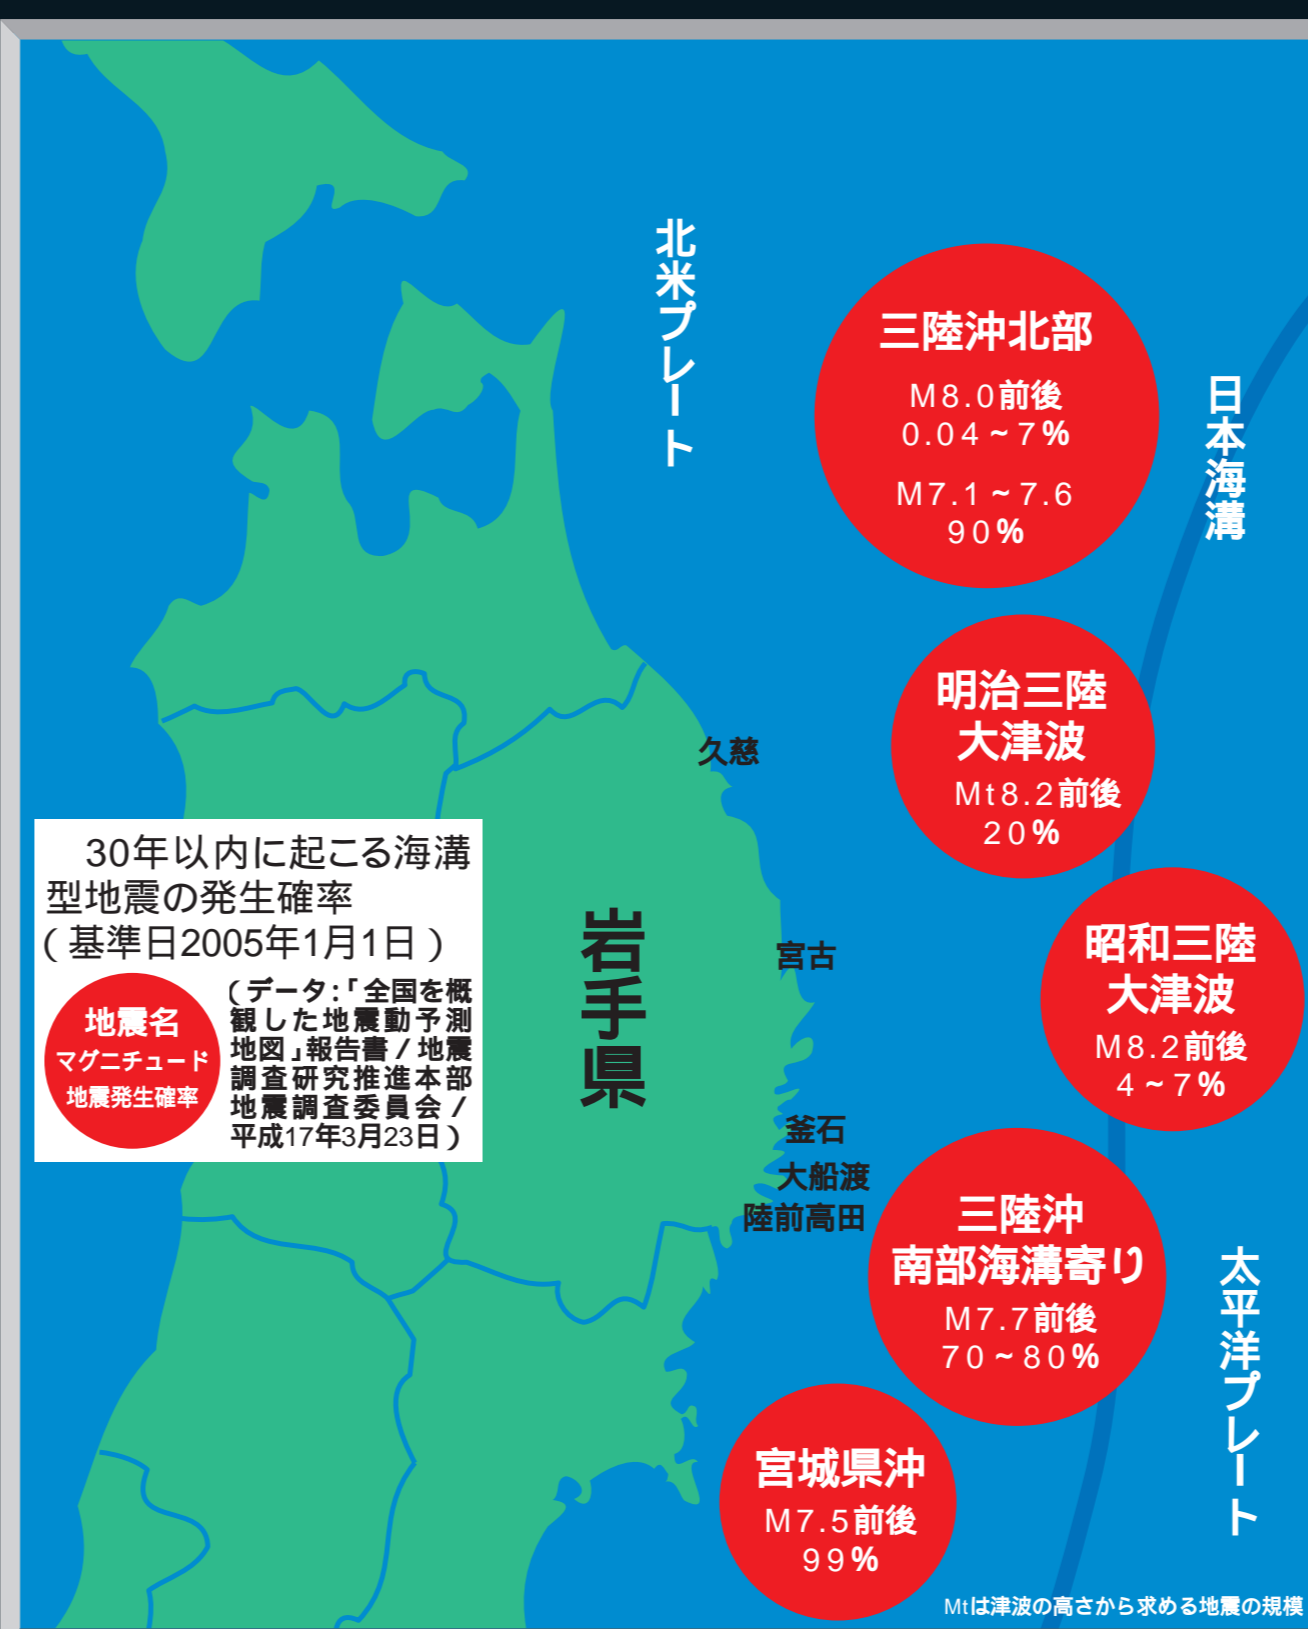 北米プレート
三陸沖北部
M8.0前後
0.04~7%
M7.1~7.6
90%
日本海溝
明治三陸
大津波
Mt8.2前後
20%
久慈
30年以内に起こる海溝
型地震の発生確率
(基準日2005年1月1日)
地震名
マグニチュード
地震発生確率
(データ:「全国を概
観した地震動予測
地図」報告書/地震
調査研究推進本部
地震調査委員会/
平成17年3月23日)
岩手県
宮古
昭和三陸
大津波
M8.2前後
4~7%
釜石
大船渡
陸前高田
三陸沖
南部海溝寄り
M7.7前後
70~80%
太平洋プレート
宮城県沖
M7.5前後
99%
Mtは津波の高さから求める地震の規模